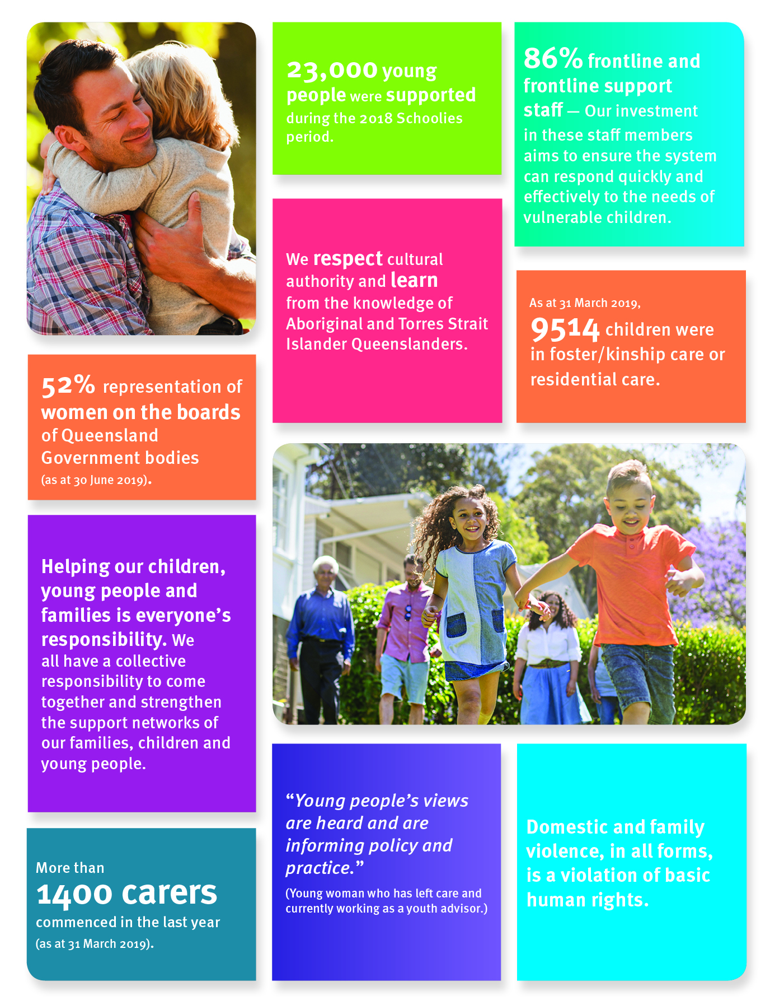 23,000 young
people were supported
during the 2018 Schoolies
period.
86% frontline and
frontline support
staff — Our investment
in these staff members
aims to ensure the system
can respond quickly and
effectively to the needs of
vulnerable children.
We respect cultural
authority and learn
from the knowledge of
Aboriginal and Torres Strait
Islander Queenslanders.
As at 31 March 2019,
9514 children were
in foster/kinship care or
residential care.
52% representation of
women on the boards
of Queensland
Government bodies
(as at 30 June 2019).
Helping our children,
young people and
families is everyone’s
responsibility. We
all have a collective
responsibility to come
together and strengthen
the support networks of
our families, children and
young people.
More than
1400 carers
commenced in the last year
(as at 31 March 2019).
“Young people’s views
are heard and are
informing policy and
practice.”
(Young woman who has left care and
currently working as a youth advisor.)
Domestic and family
violence, in all forms,
is a violation of basic
human rights.